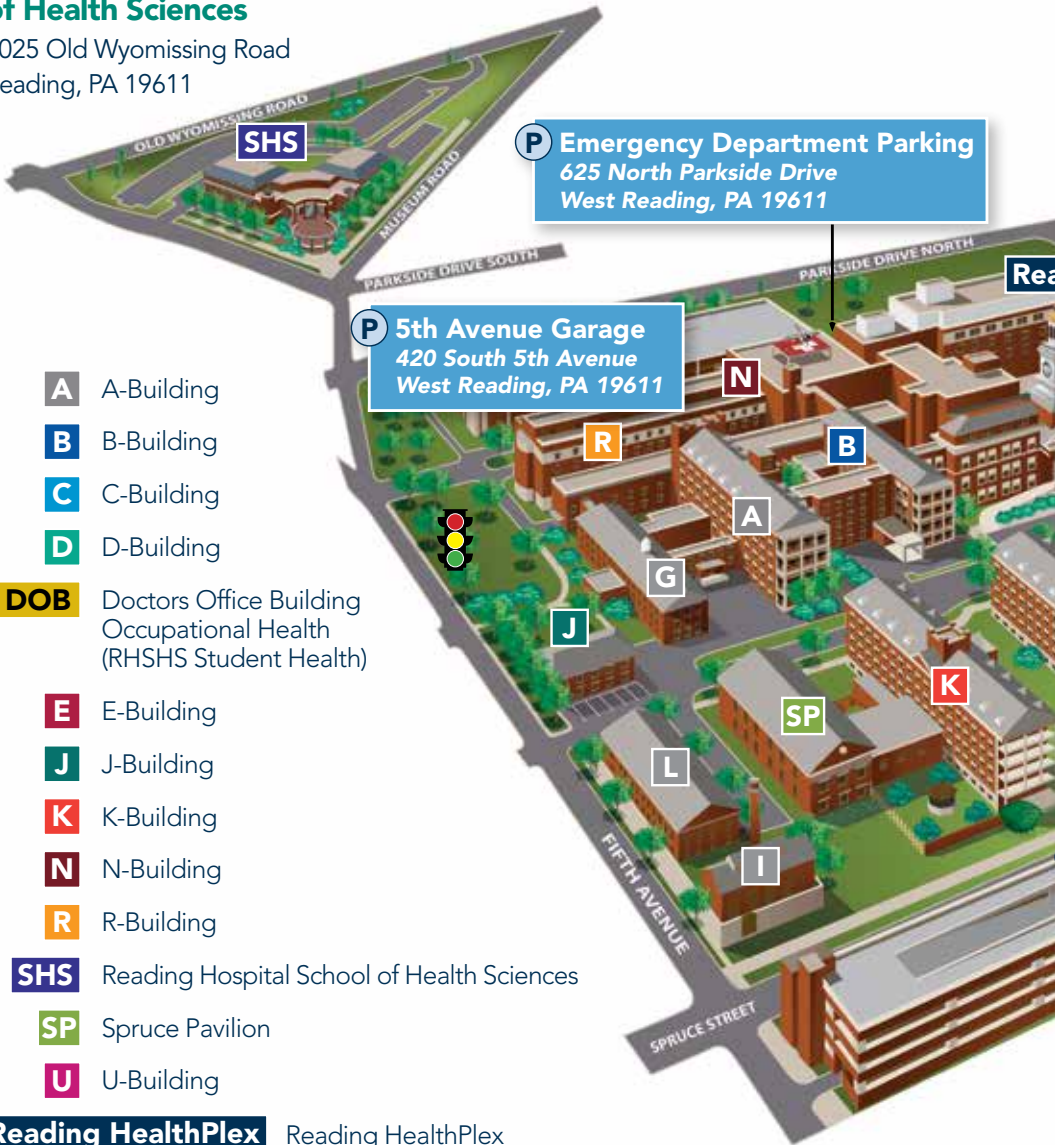 of Health Sciences
025 Old Wyomissing Road
eading, PA 19611
OLD WYOMISSING ROAD
SHS
MUSEUM ROAD
P Emergency Department Parking
625 North Parkside Drive
West Reading, PA 19611
PARKSIDE DRIVE SOUTH
PARKSIDE DRIVE NORTH
Rea
P 5th Avenue Garage
420 South 5th Avenue
West Reading, PA 19611
N
R
B
A
G
J
K
SP
L
I
FIFTH AVENUE
SPRUCE STREET
A A-Building
B B-Building
C C-Building
D D-Building
DOB Doctors Office Building
Occupational Health
(RHSHS Student Health)
E E-Building
J J-Building
K K-Building
N N-Building
R R-Building
SHS Reading Hospital School of Health Sciences
SP Spruce Pavilion
U U-Building
Reading HealthPlex Reading HealthPlex